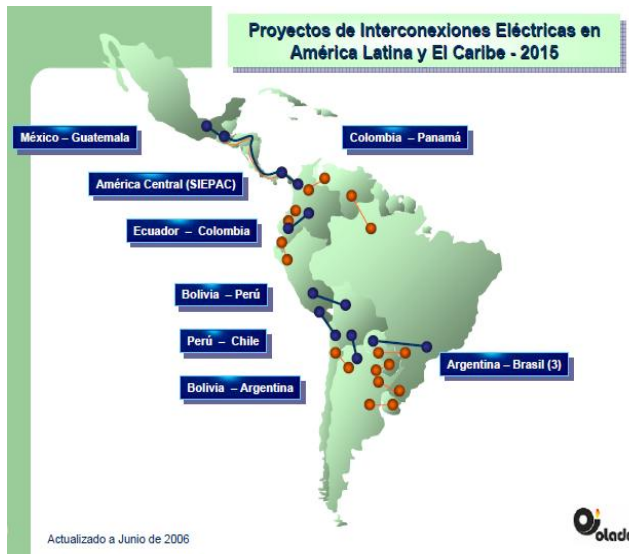 Proyectos de Interconexiones Eléctricas en
América Latina y El Caribe - 2015
México – Guatemala
Colombia – Panamá
América Central (SIEPAC)
Ecuador – Colombia
Bolivia – Perú
Perú – Chile
Argentina – Brasil (3)
Bolivia – Argentina
Actualizado a Junio de 2006
olade